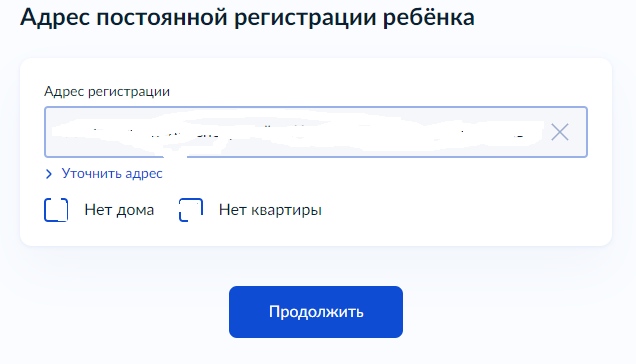 Адрес постоянной регистрации ребёнка
Адрес регистрации
Уточнить адрес
Нет дома Нет квартиры
Продолжить